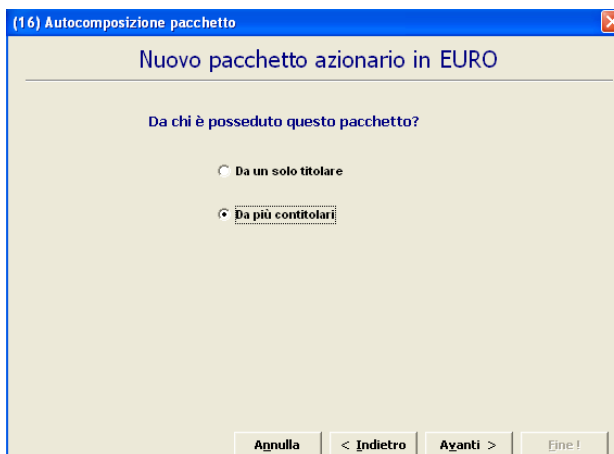 (16) Autocomposizione pacchetto
Nuovo pacchetto azionario in EURO
Da chi è posseduto questo pacchetto?
Da un solo titolare
Da più contitolari
Annulla
< Indietro
Avanti >
Fine !